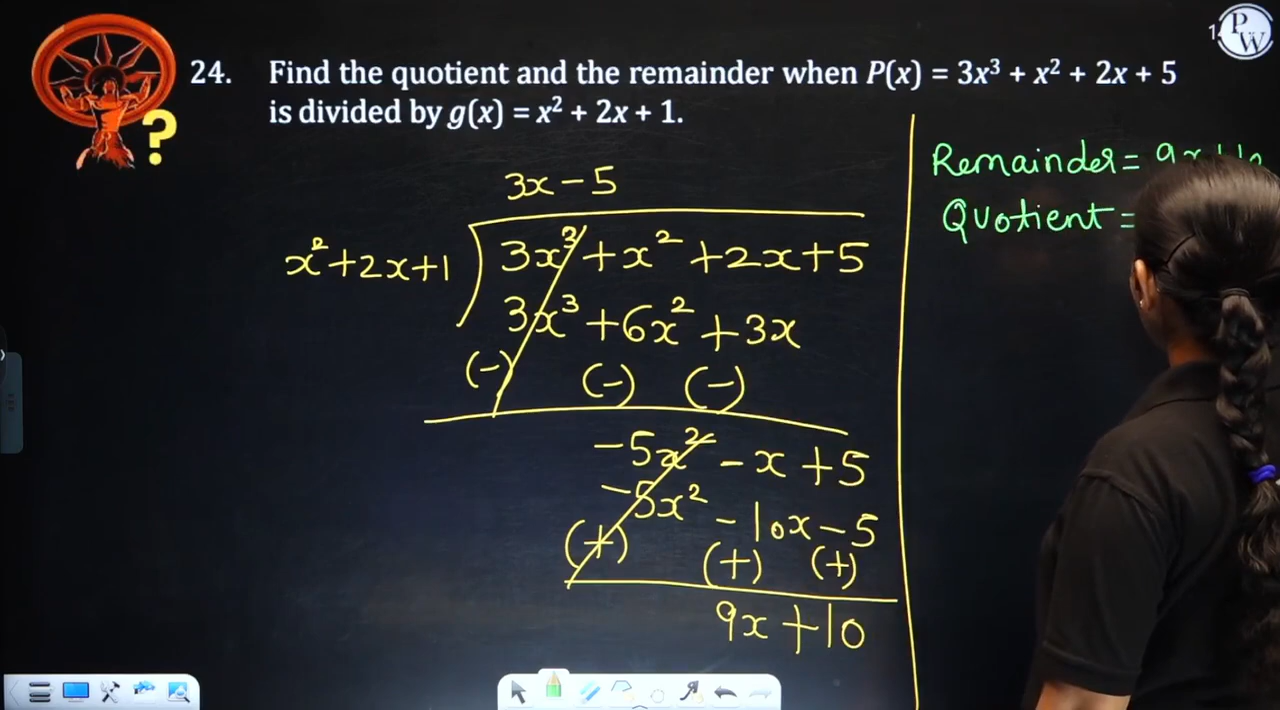 24. Find the quotient and the remainder when P(x) = 3x³ + x² + 2x + 5
is divided by g(x) = x² + 2x + 1.
PW
?
3x - 5
x²+2x+1 ) 3x³ + x² + 2x + 5
3x³ + 6x² + 3x
(-) (-) (-)
-5x² - x + 5
-5x² - 10x - 5
(+) (+) (+)
9x + 10
Remainder =
Quotient =